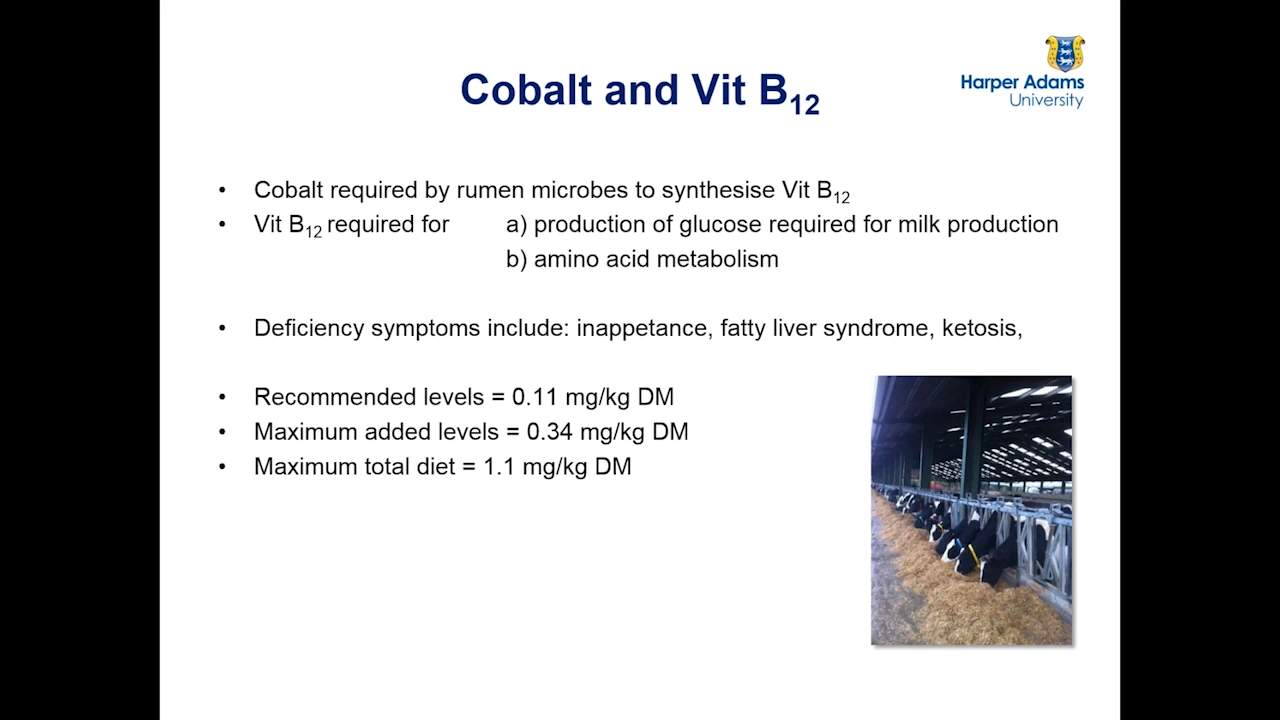 Cobalt and Vit B12
Harper Adams
University
• Cobalt required by rumen microbes to synthesise Vit B12
• Vit B12 required for a) production of glucose required for milk production
b) amino acid metabolism
• Deficiency symptoms include: inappetance, fatty liver syndrome, ketosis,
• Recommended levels = 0.11 mg/kg DM
• Maximum added levels = 0.34 mg/kg DM
• Maximum total diet = 1.1 mg/kg DM